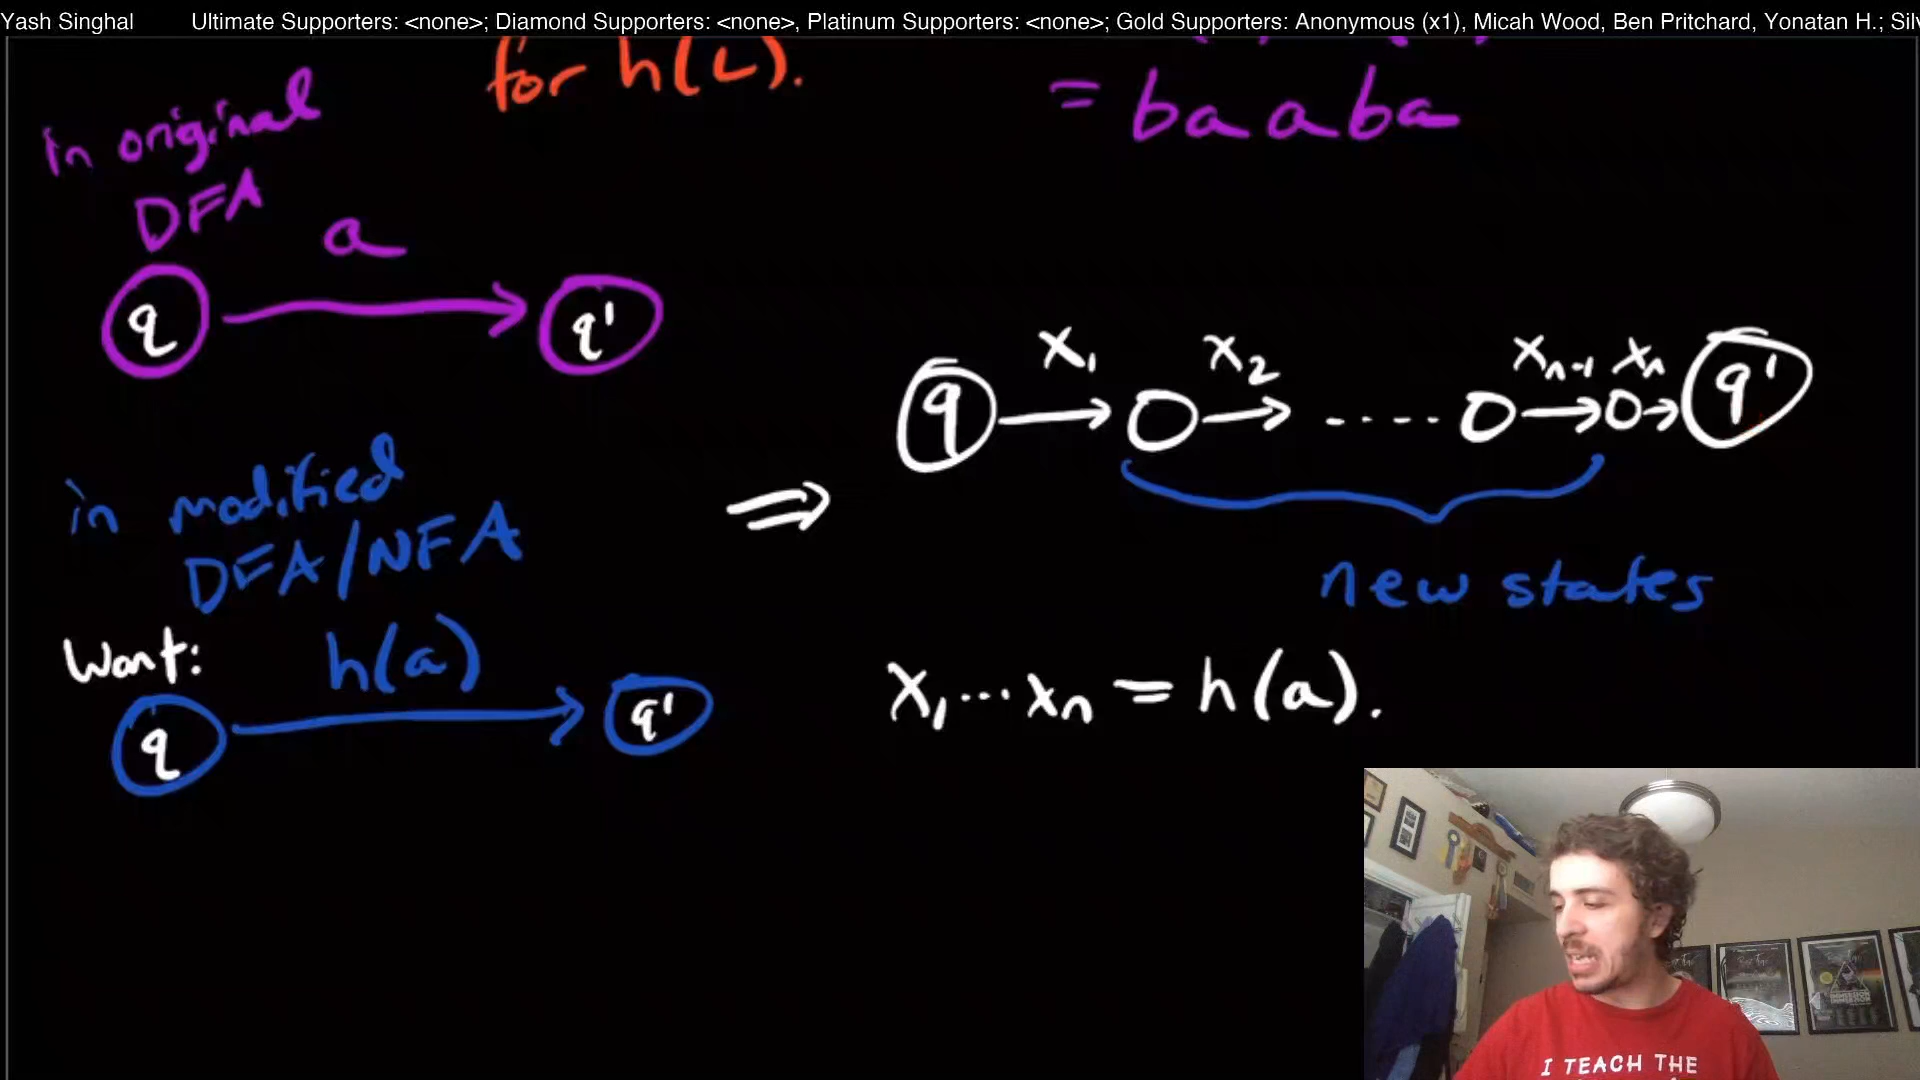 Yash Singhal Ultimate Supporters: <none>; Diamond Supporters: <none>, Platinum Supporters: <none>; Gold Supporters: Anonymous (x1), Micah Wood, Ben Pritchard, Yonatan H.; Silv
for h(L).
= baaba
in original
DFA
a
q q'
x₁ x₂ xₙ₋₁ xₙ
q ..... q'
in modified
DFA/NFA
new states
Want: h(a)
q q'
x₁...xₙ = h(a).
I TEACH THE